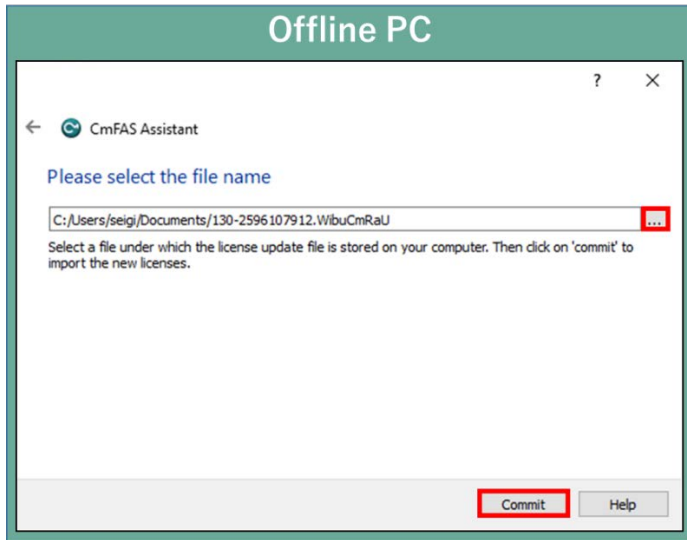 Offline PC
?
CmFAS Assistant
Please select the file name
C:/Users/seigi/Documents/130-2596107912.WibuCmRaU
...
Select a file under which the license update file is stored on your computer. Then click on 'commit' to
import the new licenses.
Commit
Help